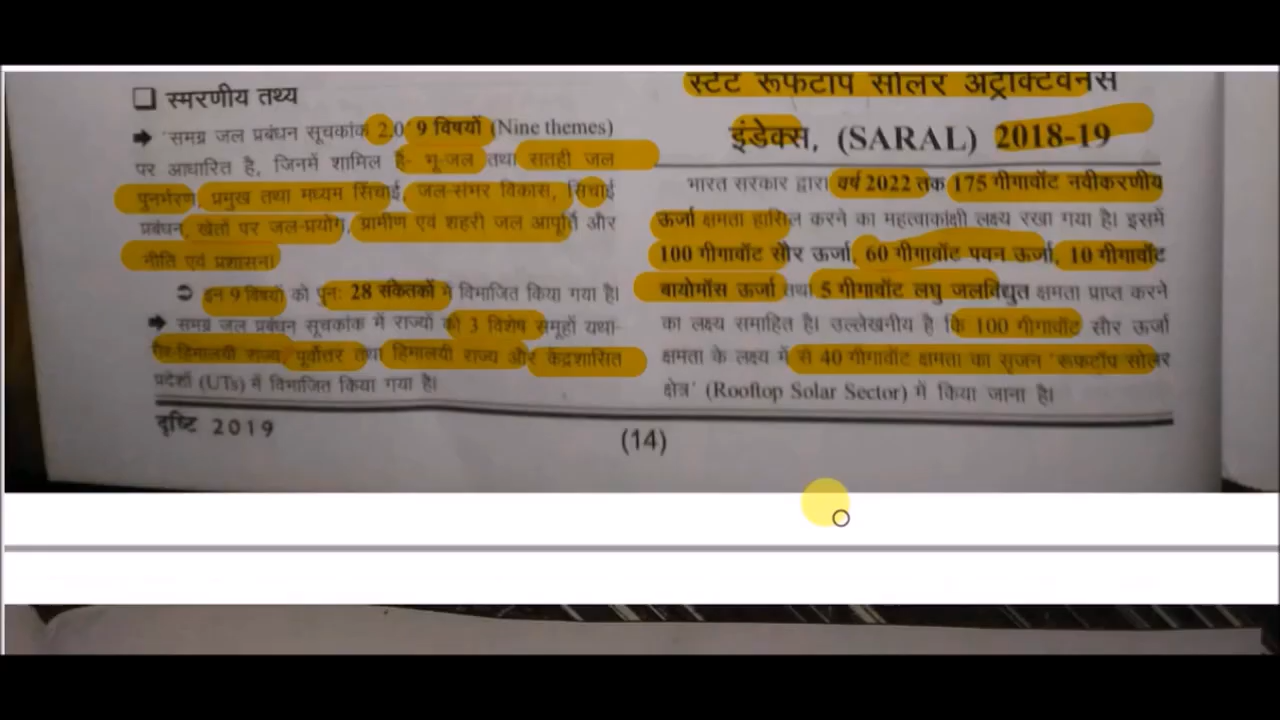 ❑ स्मरणीय तथ्य
➡ 'समग्र जल प्रबंधन सूचकांक 2.0' 9 विषयों (Nine themes)
पर आधारित है, जिनमें शामिल है- भू-जल तथा सतही जल
पुनर्भरण, प्रमुख तथा मध्यम सिंचाई, जल-संभर विकास, सिंचाई
प्रबंधन, खेतों पर जल-प्रयोग, ग्रामीण एवं शहरी जल आपूर्ति और
नीति एवं प्रशासन।
➲ इन 9 विषयों को पुनः 28 संकेतकों में विभाजित किया गया है।
➡ समग्र जल प्रबंधन सूचकांक में राज्यों को 3 विशेष समूहों यथा-
गैर-हिमालयी राज्य, पूर्वोत्तर तथा हिमालयी राज्य और केंद्रशासित
प्रदेशों (UTs) में विभाजित किया गया है।
स्टेट रूफटॉप सोलर अट्रैक्टिवनेस
इंडेक्स, (SARAL) 2018-19
भारत सरकार द्वारा वर्ष 2022 तक 175 गीगावॉट नवीकरणीय
ऊर्जा क्षमता हासिल करने का महत्वाकांक्षी लक्ष्य रखा गया है। इसमें
100 गीगावॉट सौर ऊर्जा, 60 गीगावॉट पवन ऊर्जा, 10 गीगावॉट
बायोमॉस ऊर्जा तथा 5 गीगावॉट लघु जलविद्युत क्षमता प्राप्त करने
का लक्ष्य समाहित है। उल्लेखनीय है कि 100 गीगावॉट सौर ऊर्जा
क्षमता के लक्ष्य में से 40 गीगावॉट क्षमता का सृजन 'रूफटॉप सोलर
क्षेत्र' (Rooftop Solar Sector) में किया जाना है।
दृष्टि 2019
(14)